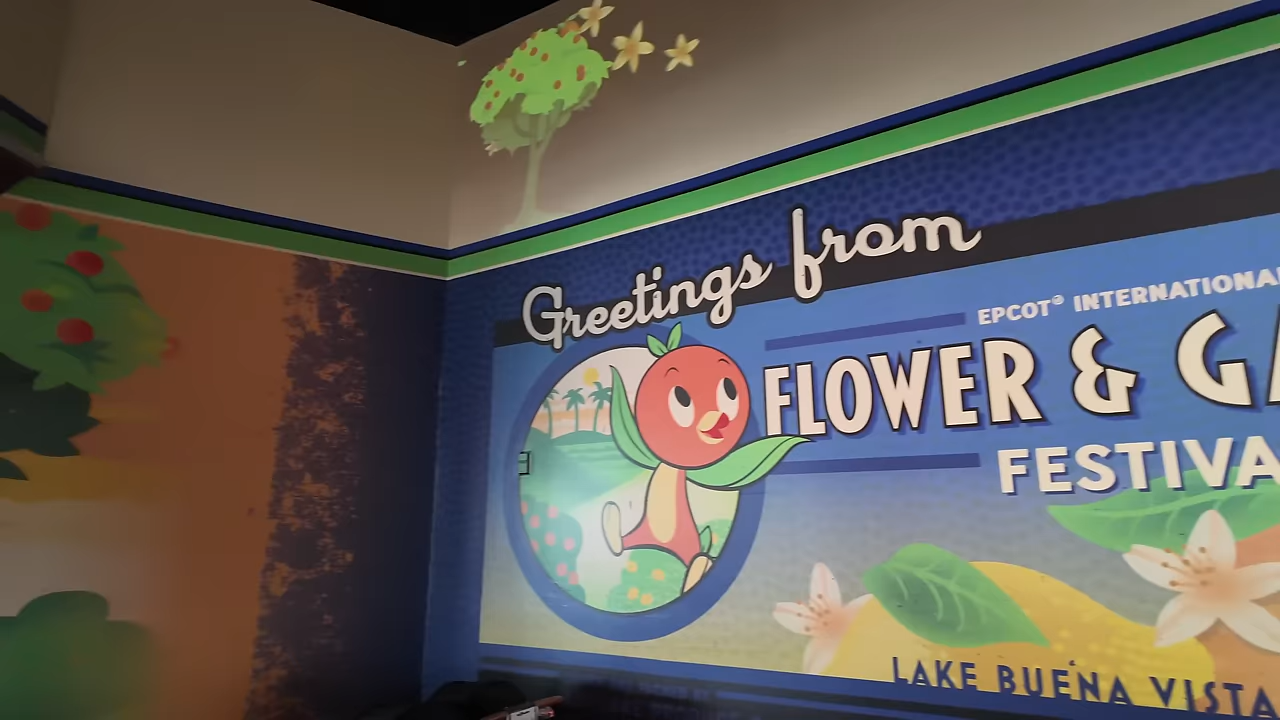 Greetings from
EPCOT® INTERNATIONAL
FLOWER & GA
FESTIVA
LAKE BUENA VISTA